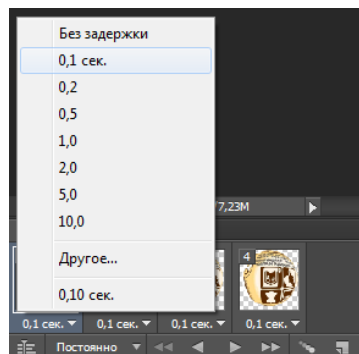 Без задержки
0,1 сек.
0,2
0,5
1,0
2,0
5,0
10,0
7,23M
Другое...
4
0,10 сек.
0,1 сек. 0,1 сек. 0,1 сек. 0,1 сек.
Постоянно